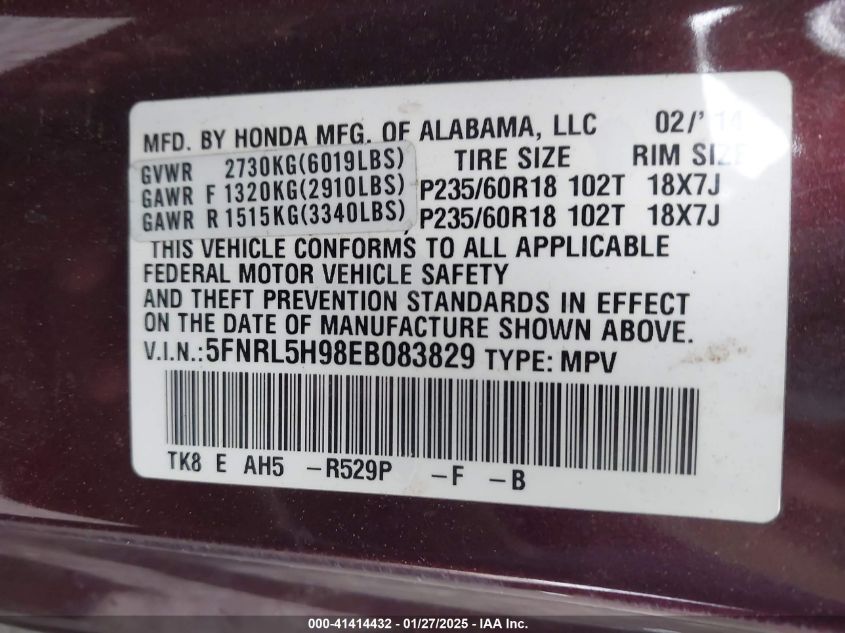 MFD. BY HONDA MFG. OF ALABAMA, LLC 02/'14
GVWR 2730KG(6019LBS) TIRE SIZE RIM SIZE
GAWR F 1320KG(2910LBS) P235/60R18 102T 18X7J
GAWR R 1515KG(3340LBS) P235/60R18 102T 18X7J
THIS VEHICLE CONFORMS TO ALL APPLICABLE
FEDERAL MOTOR VEHICLE SAFETY
AND THEFT PREVENTION STANDARDS IN EFFECT
ON THE DATE OF MANUFACTURE SHOWN ABOVE.
V.I.N.: 5FNRL5H98EB083829 TYPE: MPV
TK8 E AH5 -R529P -F -B
000-41414432 - 01/27/2025 - IAA Inc.